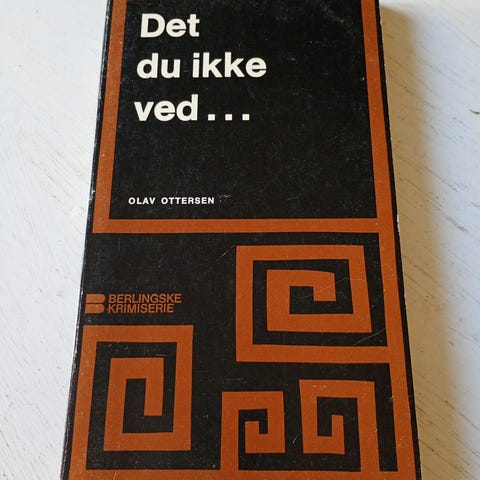 Det
du ikke
ved...
OLAV OTTERSEN
BERLINGSKE
KRIMISERIE